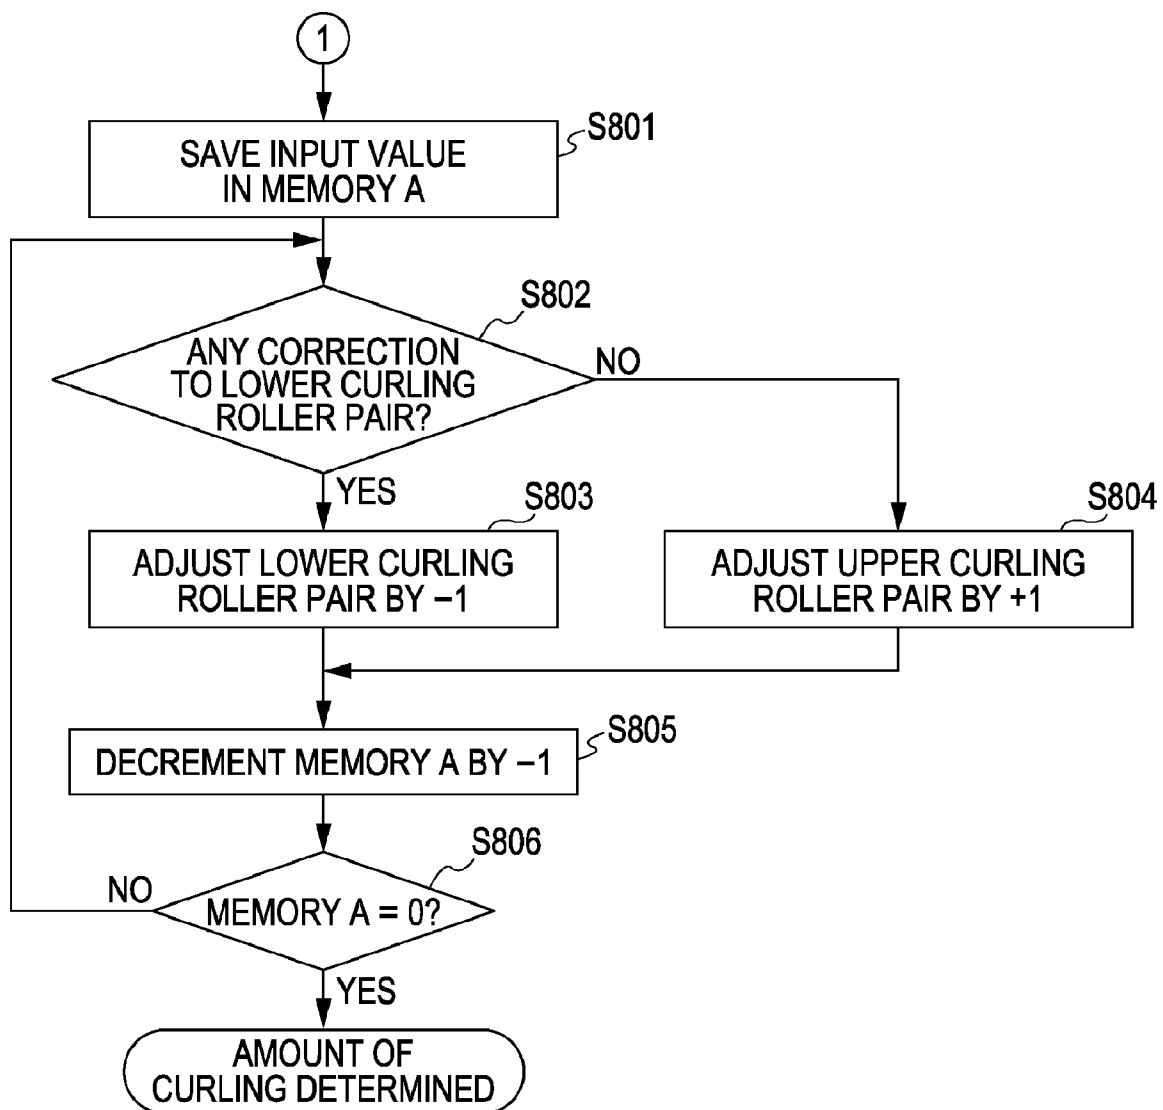 1
SAVE INPUT VALUE
IN MEMORY A
S801
S802
ANY CORRECTION
TO LOWER CURLING
ROLLER PAIR?
NO
YES
S803
ADJUST LOWER CURLING
ROLLER PAIR BY –1
S804
ADJUST UPPER CURLING
ROLLER PAIR BY +1
S805
DECREMENT MEMORY A BY –1
S806
NO
MEMORY A = 0?
YES
AMOUNT OF
CURLING DETERMINED